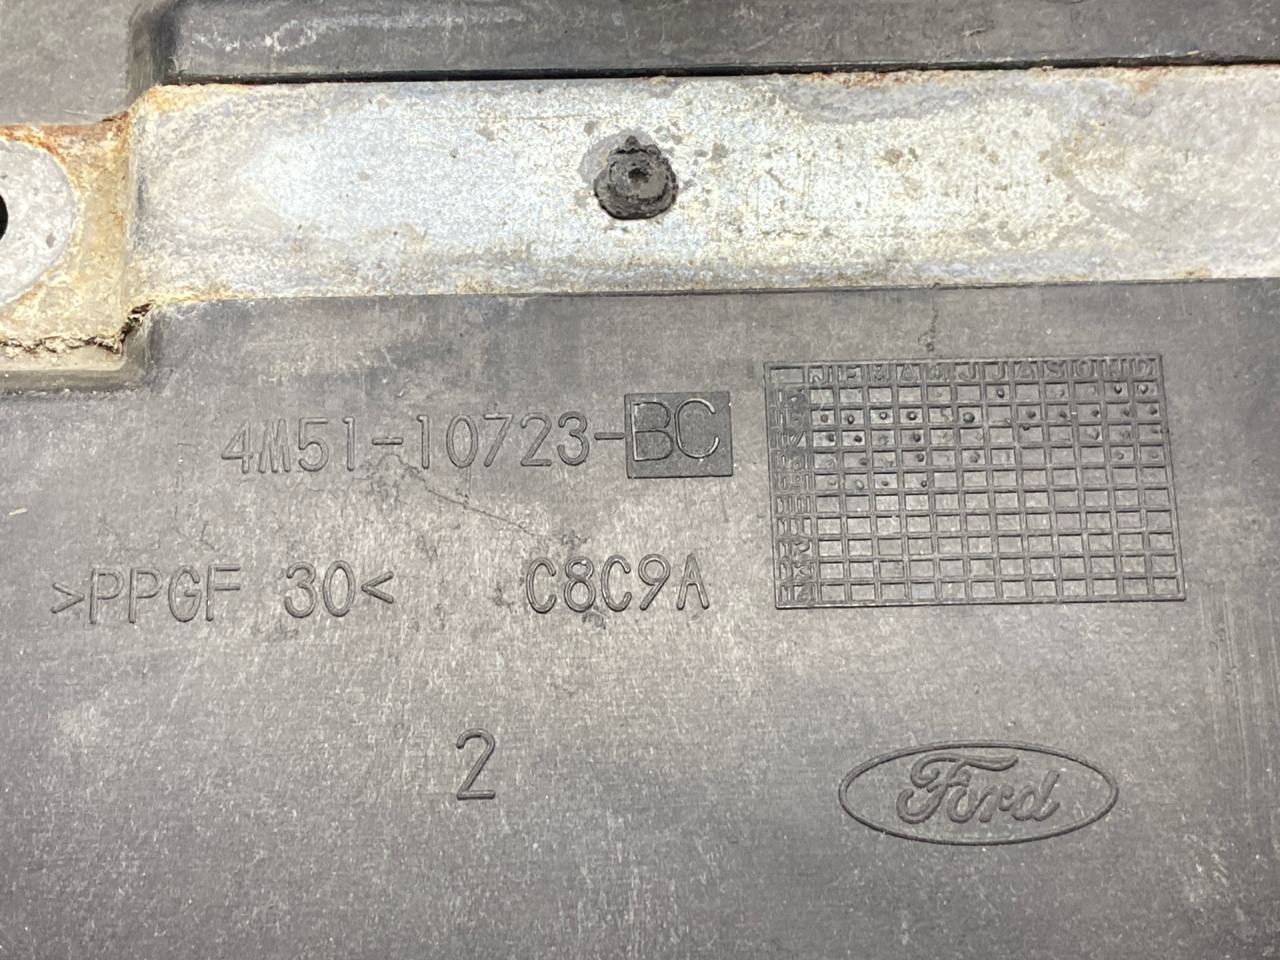 4M51-10723-BC
J F M A M J J A S O N D
>PPGF 30<
C8C9A
2
Ford